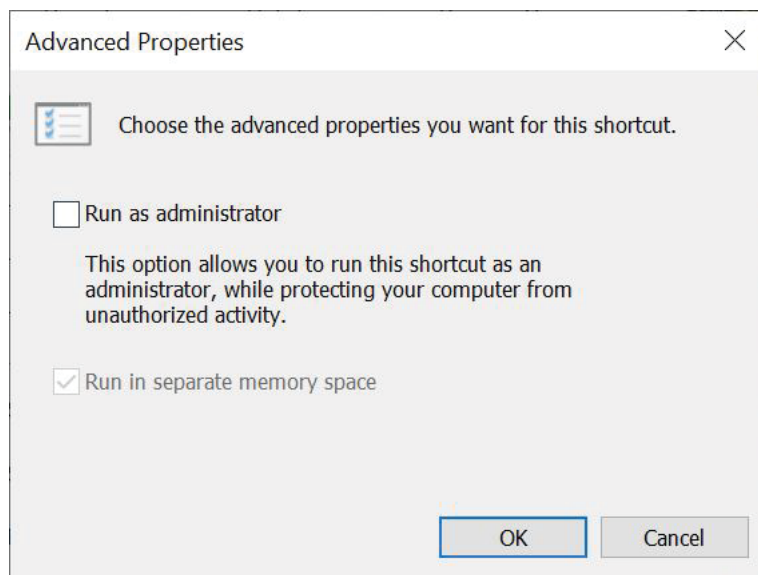 Advanced Properties
Choose the advanced properties you want for this shortcut.
Run as administrator
This option allows you to run this shortcut as an
administrator, while protecting your computer from
unauthorized activity.
Run in separate memory space
OK
Cancel